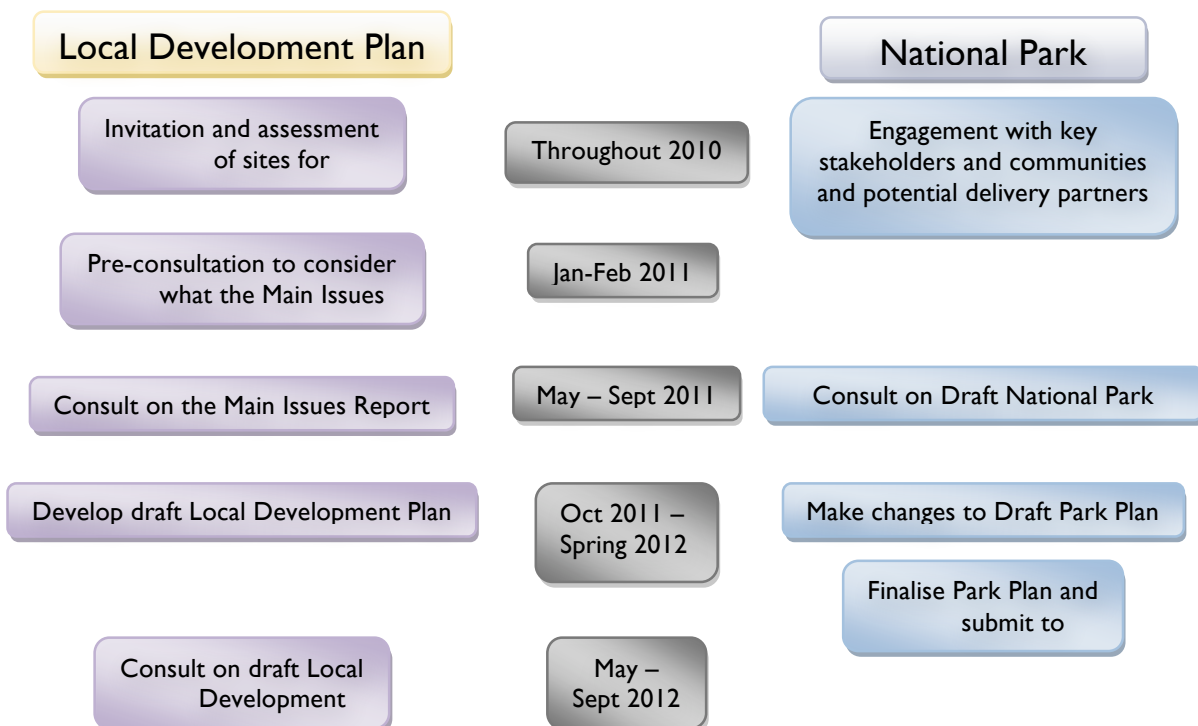 Local Development Plan
National Park
Invitation and assessment
of sites for
Throughout 2010
Engagement with key
stakeholders and communities
and potential delivery partners
Pre-consultation to consider
what the Main Issues
Jan-Feb 2011
Consult on the Main Issues Report
May – Sept 2011
Consult on Draft National Park
Develop draft Local Development Plan
Oct 2011 –
Spring 2012
Make changes to Draft Park Plan
Finalise Park Plan and
submit to
Consult on draft Local
Development
May –
Sept 2012